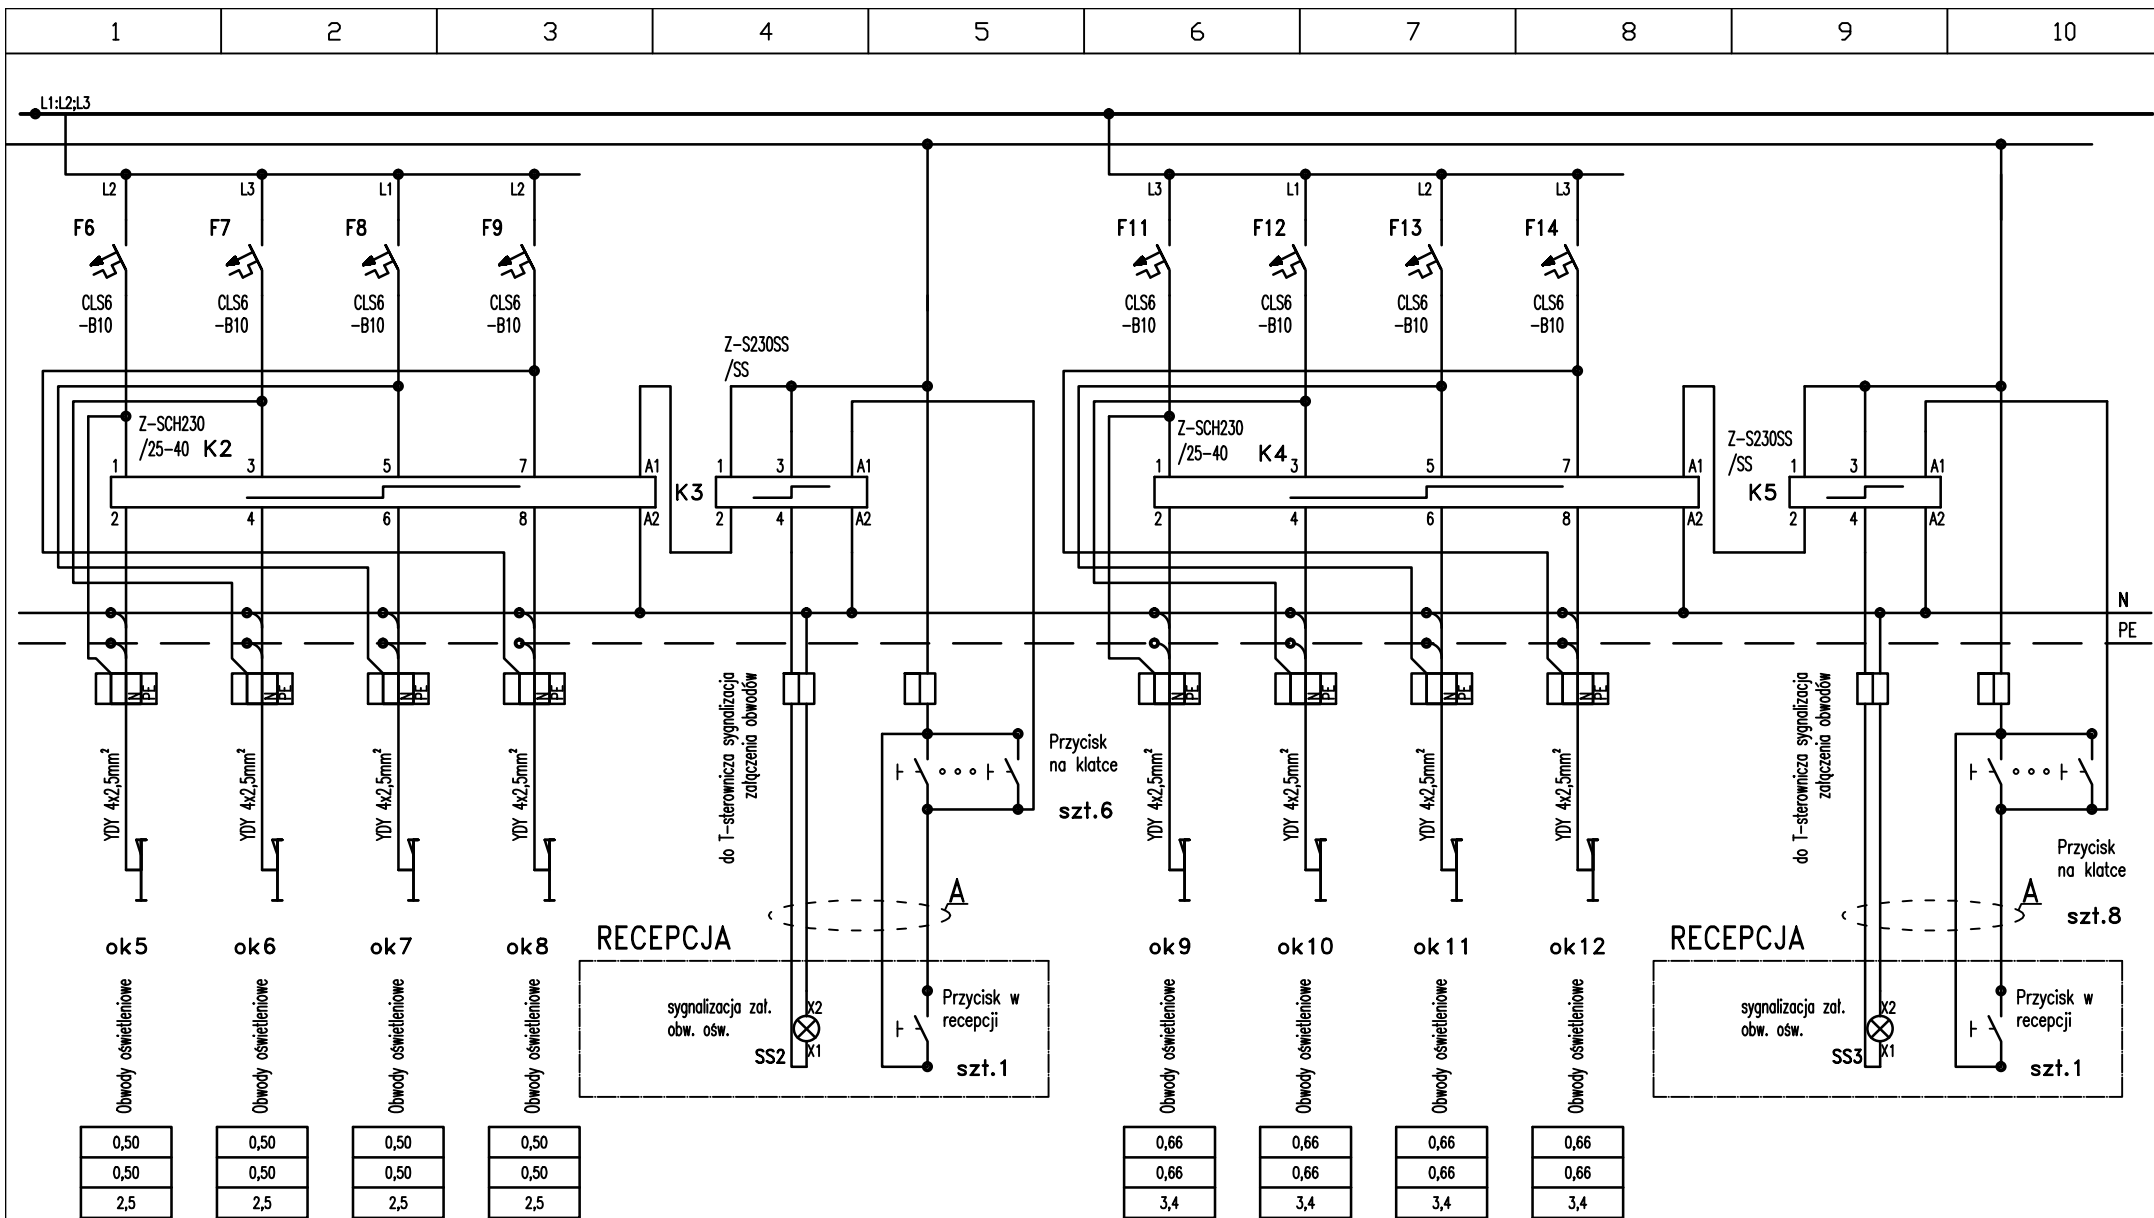 1 2 3 4 5 6 7 8 9 10
L1:L2;L3
L2 L3 L1 L2 L3 L1 L2 L3
F6 F7 F8 F9 F11 F12 F13 F14
CLS6 CLS6 CLS6 CLS6 CLS6 CLS6 CLS6 CLS6
-B10 -B10 -B10 -B10 -B10 -B10 -B10 -B10
Z-S230SS
/SS
Z-SCH230
/25-40 K2
Z-SCH230
/25-40 K4
Z-S230SS
/SS
K5
K3
1 3 5 7 A1 1 3 A1 1 3 5 7 A1 1 3 A1
2 4 6 8 A2 2 4 A2 2 4 6 8 A2 2 4 A2
N
PE
N PE N PE N PE N PE N PE N PE N PE N PE
YDY 4x2,5mm² YDY 4x2,5mm² YDY 4x2,5mm² YDY 4x2,5mm²
do T-sterownicza sygnalizacja
załączenia obwodów
Przycisk
na klatce
szt.6
YDY 4x2,5mm² YDY 4x2,5mm² YDY 4x2,5mm² YDY 4x2,5mm²
do T-sterownicza sygnalizacja
załączenia obwodów
Przycisk
na klatce
szt.8
A A
ok5 ok6 ok7 ok8 RECEPCJA ok9 ok10 ok11 ok12 RECEPCJA
Obwody oświetleniowe Obwody oświetleniowe Obwody oświetleniowe Obwody oświetleniowe
sygnalizacja zał.
obw. ośw.
SS2
X2
X1
Przycisk w
recepcji
szt.1
Obwody oświetleniowe Obwody oświetleniowe Obwody oświetleniowe Obwody oświetleniowe
sygnalizacja zał.
obw. ośw.
SS3
X2
X1
Przycisk w
recepcji
szt.1
0,50 0,50 0,50 0,50 0,66 0,66 0,66 0,66
0,50 0,50 0,50 0,50 0,66 0,66 0,66 0,66
2,5 2,5 2,5 2,5 3,4 3,4 3,4 3,4